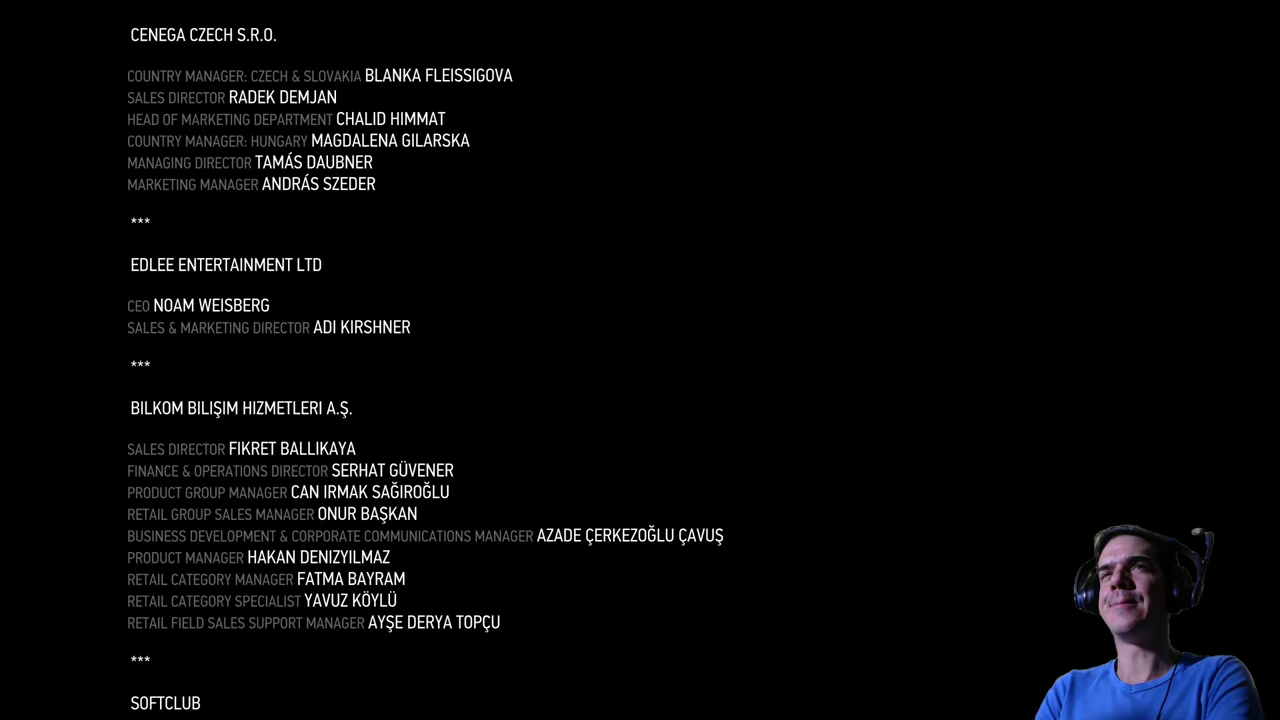 CENEGA CZECH S.R.O.
COUNTRY MANAGER: CZECH & SLOVAKIA BLANKA FLEISSIGOVA
SALES DIRECTOR RADEK DEMJAN
HEAD OF MARKETING DEPARTMENT CHALID HIMMAT
COUNTRY MANAGER: HUNGARY MAGDALENA GILARSKA
MANAGING DIRECTOR TAMÁS DAUBNER
MARKETING MANAGER ANDRÁS SZEDER
***
EDLEE ENTERTAINMENT LTD
CEO NOAM WEISBERG
SALES & MARKETING DIRECTOR ADI KIRSHNER
***
BILKOM BILIŞIM HIZMETLERI A.Ş.
SALES DIRECTOR FIKRET BALLIKAYA
FINANCE & OPERATIONS DIRECTOR SERHAT GÜVENER
PRODUCT GROUP MANAGER CAN IRMAK SAĞIROĞLU
RETAIL GROUP SALES MANAGER ONUR BAŞKAN
BUSINESS DEVELOPMENT & CORPORATE COMMUNICATIONS MANAGER AZADE ÇERKEZOĞLU ÇAVUŞ
PRODUCT MANAGER HAKAN DENIZYILMAZ
RETAIL CATEGORY MANAGER FATMA BAYRAM
RETAIL CATEGORY SPECIALIST YAVUZ KÖYLÜ
RETAIL FIELD SALES SUPPORT MANAGER AYŞE DERYA TOPÇU
***
SOFTCLUB